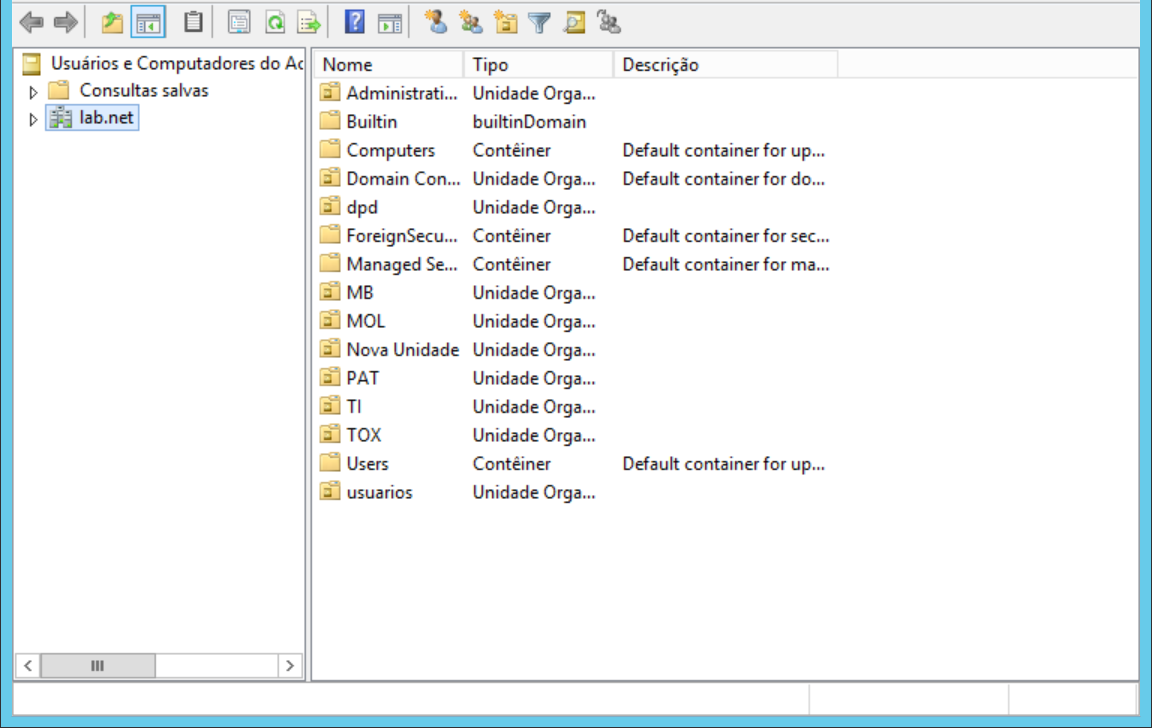 Usuários e Computadores do Ac
Consultas salvas
lab.net
Nome Tipo Descrição
Administrati... Unidade Orga...
Builtin builtinDomain
Computers Contêiner Default container for up...
Domain Con... Unidade Orga... Default container for do...
dpd Unidade Orga...
ForeignSecu... Contêiner Default container for sec...
Managed Se... Contêiner Default container for ma...
MB Unidade Orga...
MOL Unidade Orga...
Nova Unidade Unidade Orga...
PAT Unidade Orga...
TI Unidade Orga...
TOX Unidade Orga...
Users Contêiner Default container for up...
usuarios Unidade Orga...